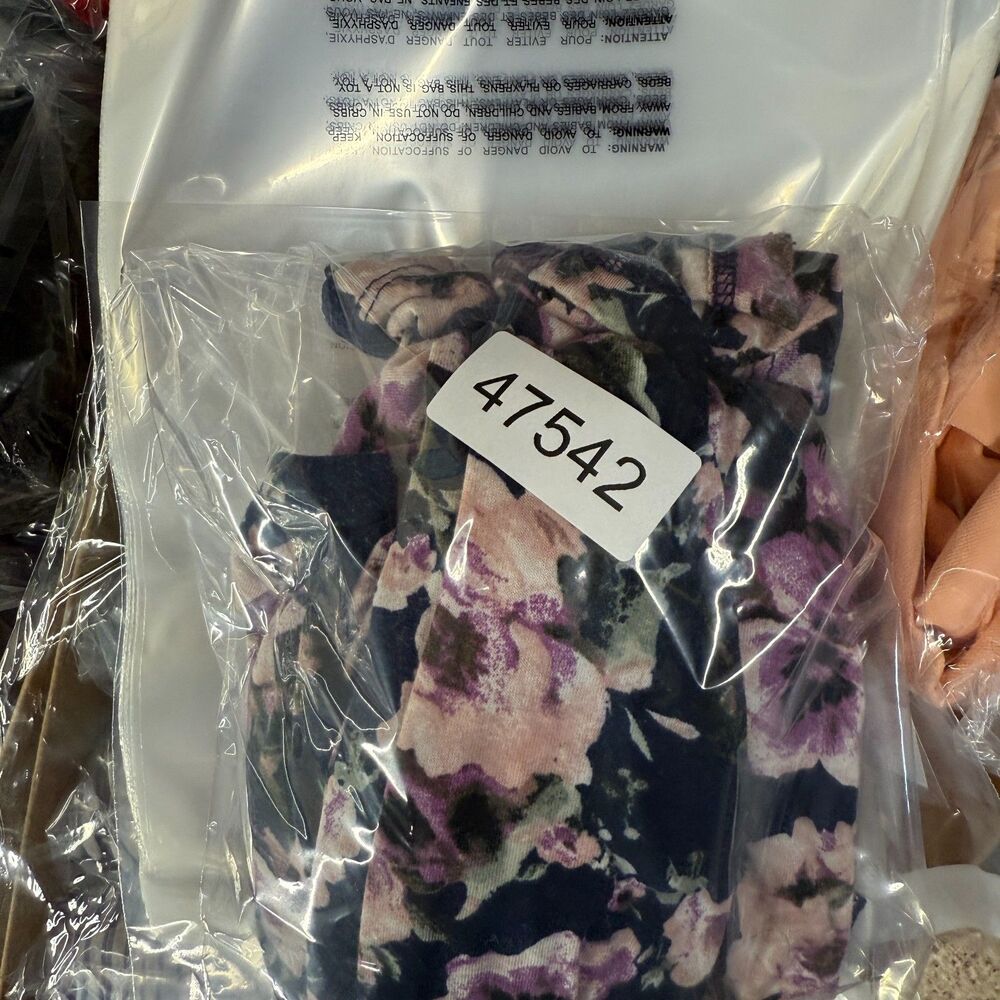 WARNING: TO AVOID DANGER OF SUFFOCATION, KEEP
AWAY FROM BABIES AND CHILDREN. DO NOT USE IN CRIBS,
BEDS, CARRIAGES OR PLAYPENS. THIS BAG IS NOT A TOY.
ATTENTION: POUR EVITER TOUT DANGER D'ASPHYXIE
47542